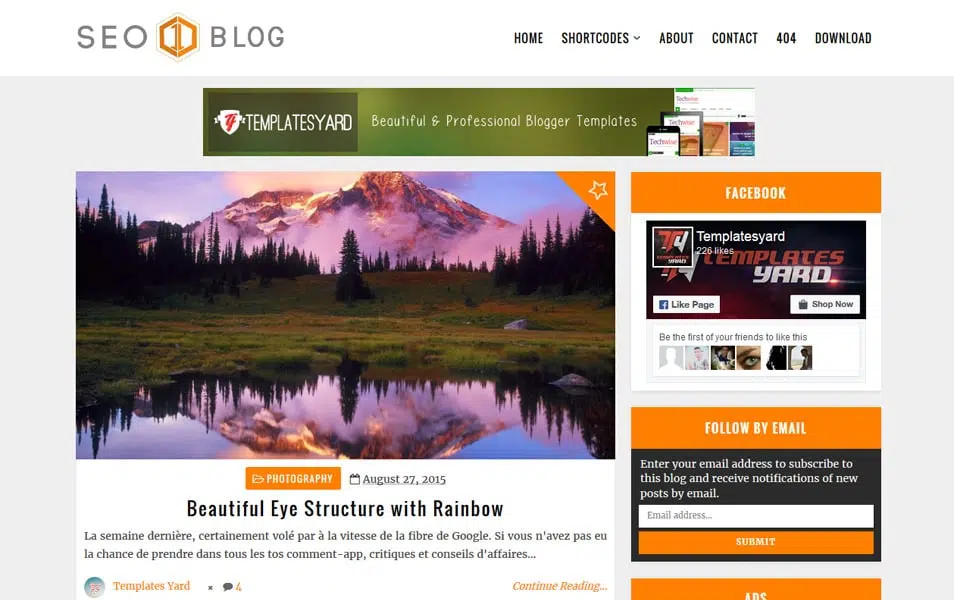 SEO 1 BLOG
HOME SHORTCODES ABOUT CONTACT 404 DOWNLOAD
TEMPLATESYARD Beautiful & Professional Blogger Templates
Techwise
Techwise
Techwise
PHOTOGRAPHY August 27, 2015
Beautiful Eye Structure with Rainbow
La semaine dernière, certainement volé par à la vitesse de la fibre de Google. Si vous n'avez pas eu
la chance de prendre dans tous les tos comment-app, critiques et conseils d'affaires...
Templates Yard × 4 Continue Reading...
FACEBOOK
Templatesyard
226 likes
TEMPLATES
YARD
Like Page Shop Now
Be the first of your friends to like this
FOLLOW BY EMAIL
Enter your email address to subscribe to
this blog and receive notifications of new
posts by email.
Email address...
SUBMIT
ADS